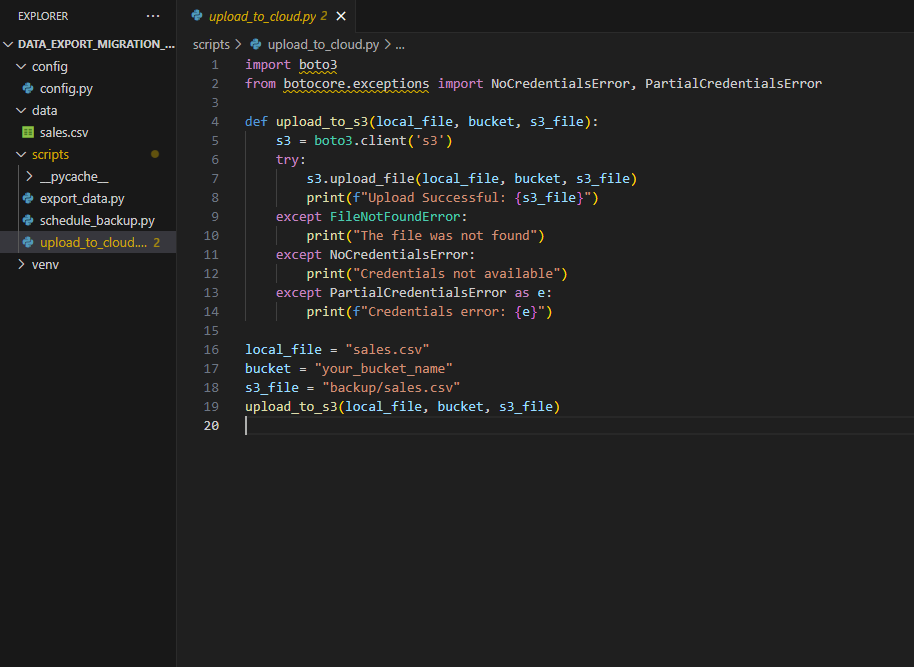 EXPLORER ...
DATA_EXPORT_MIGRATION_...
config
config.py
data
sales.csv
scripts
__pycache__
export_data.py
schedule_backup.py
upload_to_cloud.... 2
venv
upload_to_cloud.py 2
scripts > upload_to_cloud.py > ...
1 import boto3
2 from botocore.exceptions import NoCredentialsError, PartialCredentialsError
3
4 def upload_to_s3(local_file, bucket, s3_file):
5     s3 = boto3.client('s3')
6     try:
7         s3.upload_file(local_file, bucket, s3_file)
8         print(f"Upload Successful: {s3_file}")
9     except FileNotFoundError:
10         print("The file was not found")
11     except NoCredentialsError:
12         print("Credentials not available")
13     except PartialCredentialsError as e:
14         print(f"Credentials error: {e}")
15
16 local_file = "sales.csv"
17 bucket = "your_bucket_name"
18 s3_file = "backup/sales.csv"
19 upload_to_s3(local_file, bucket, s3_file)
20